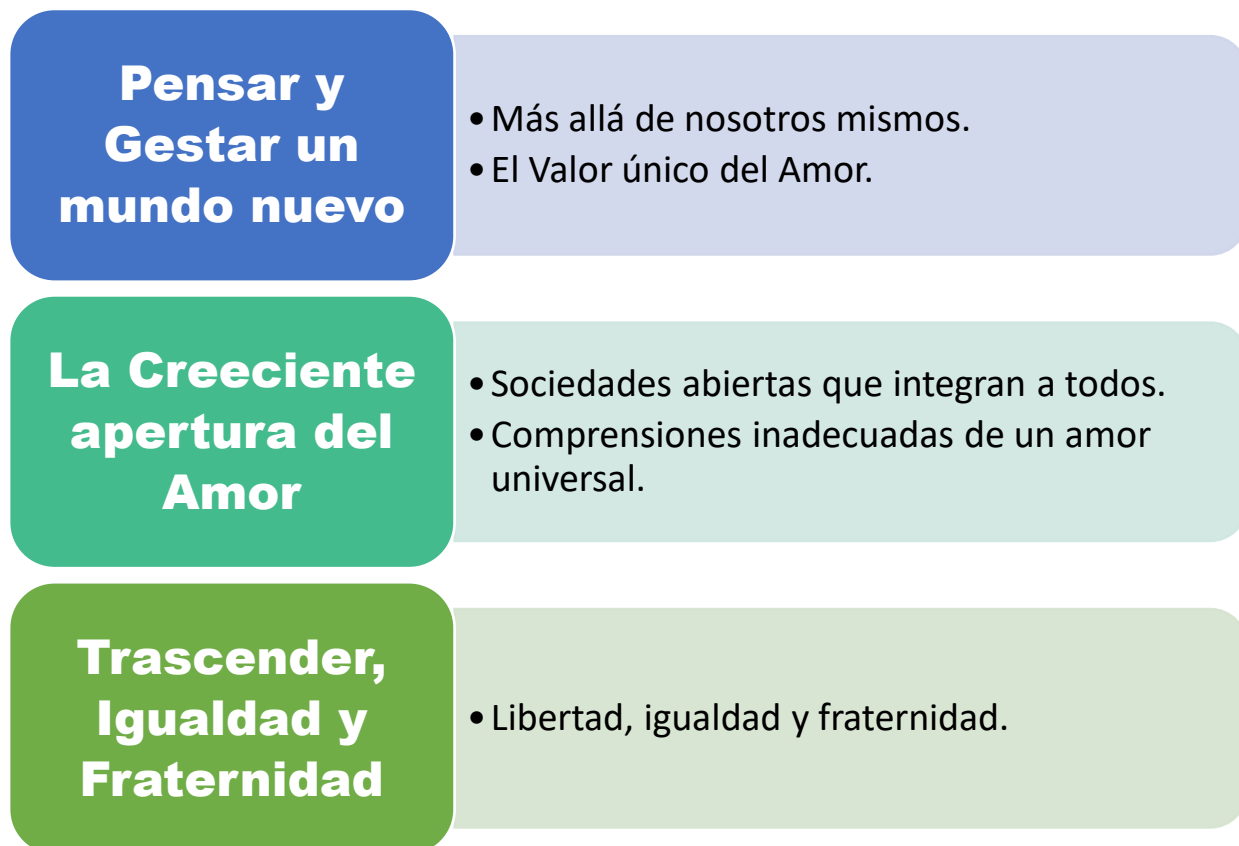 Pensar y
Gestar un
mundo nuevo
•Más allá de nosotros mismos.
•El Valor único del Amor.
La Creeciente
apertura del
Amor
•Sociedades abiertas que integran a todos.
•Comprensiones inadecuadas de un amor
universal.
Trascender,
Igualdad y
Fraternidad
•Libertad, igualdad y fraternidad.